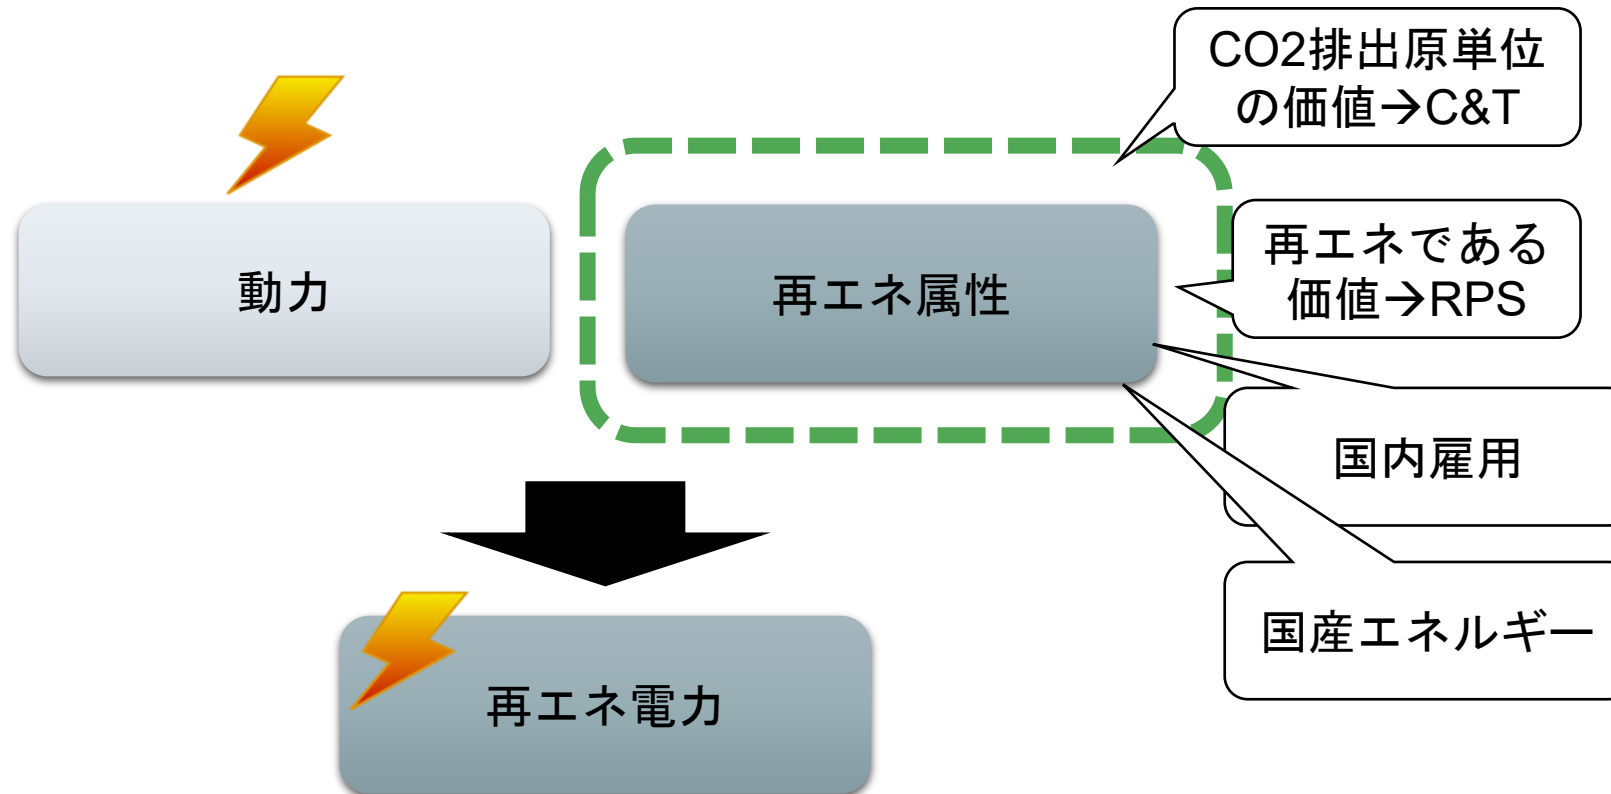 CO2排出原単位
の価値→C&T
動力
再エネ属性
再エネである
価値→RPS
国内雇用
国産エネルギー
再エネ電力